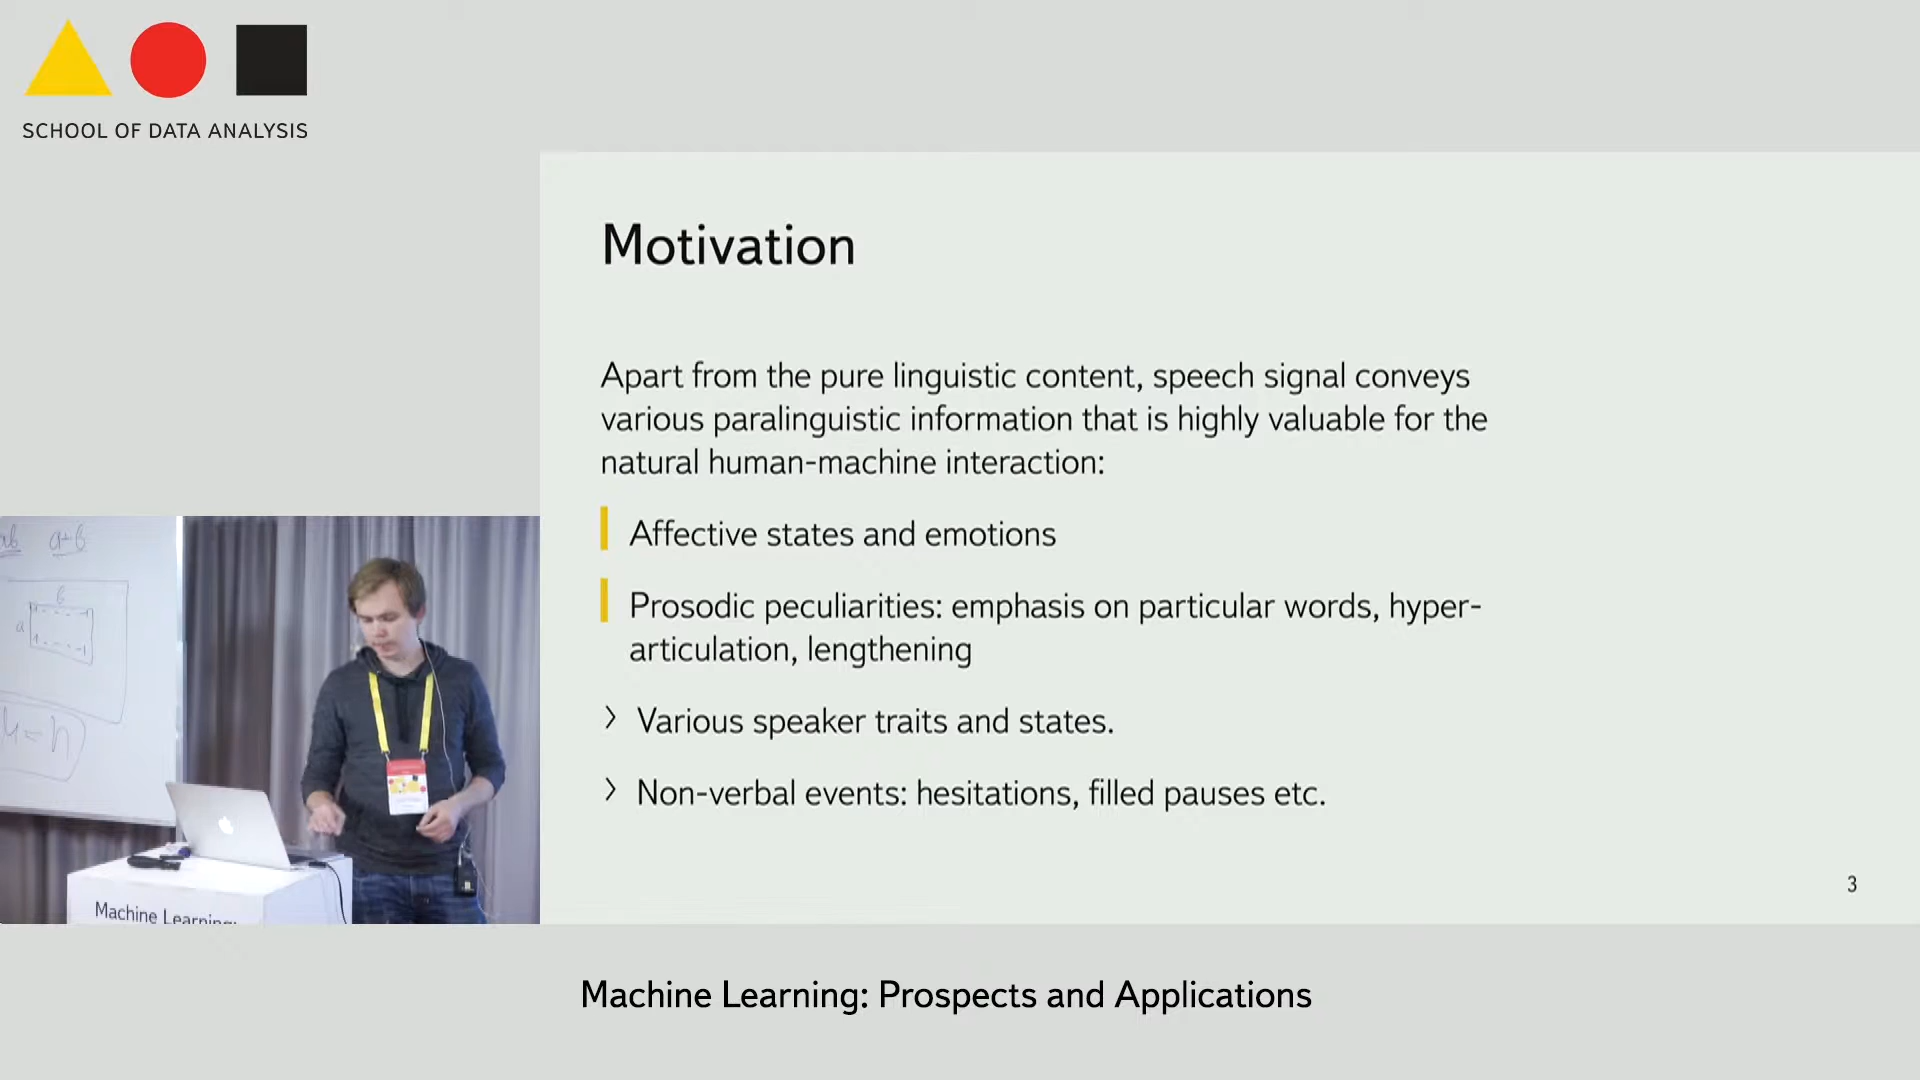 SCHOOL OF DATA ANALYSIS
Motivation
Apart from the pure linguistic content, speech signal conveys
various paralinguistic information that is highly valuable for the
natural human-machine interaction:
Affective states and emotions
Prosodic peculiarities: emphasis on particular words, hyper-
articulation, lengthening
› Various speaker traits and states.
› Non-verbal events: hesitations, filled pauses etc.
3
ab a+b
b
a
Machine Learning:
Machine Learning: Prospects and Applications